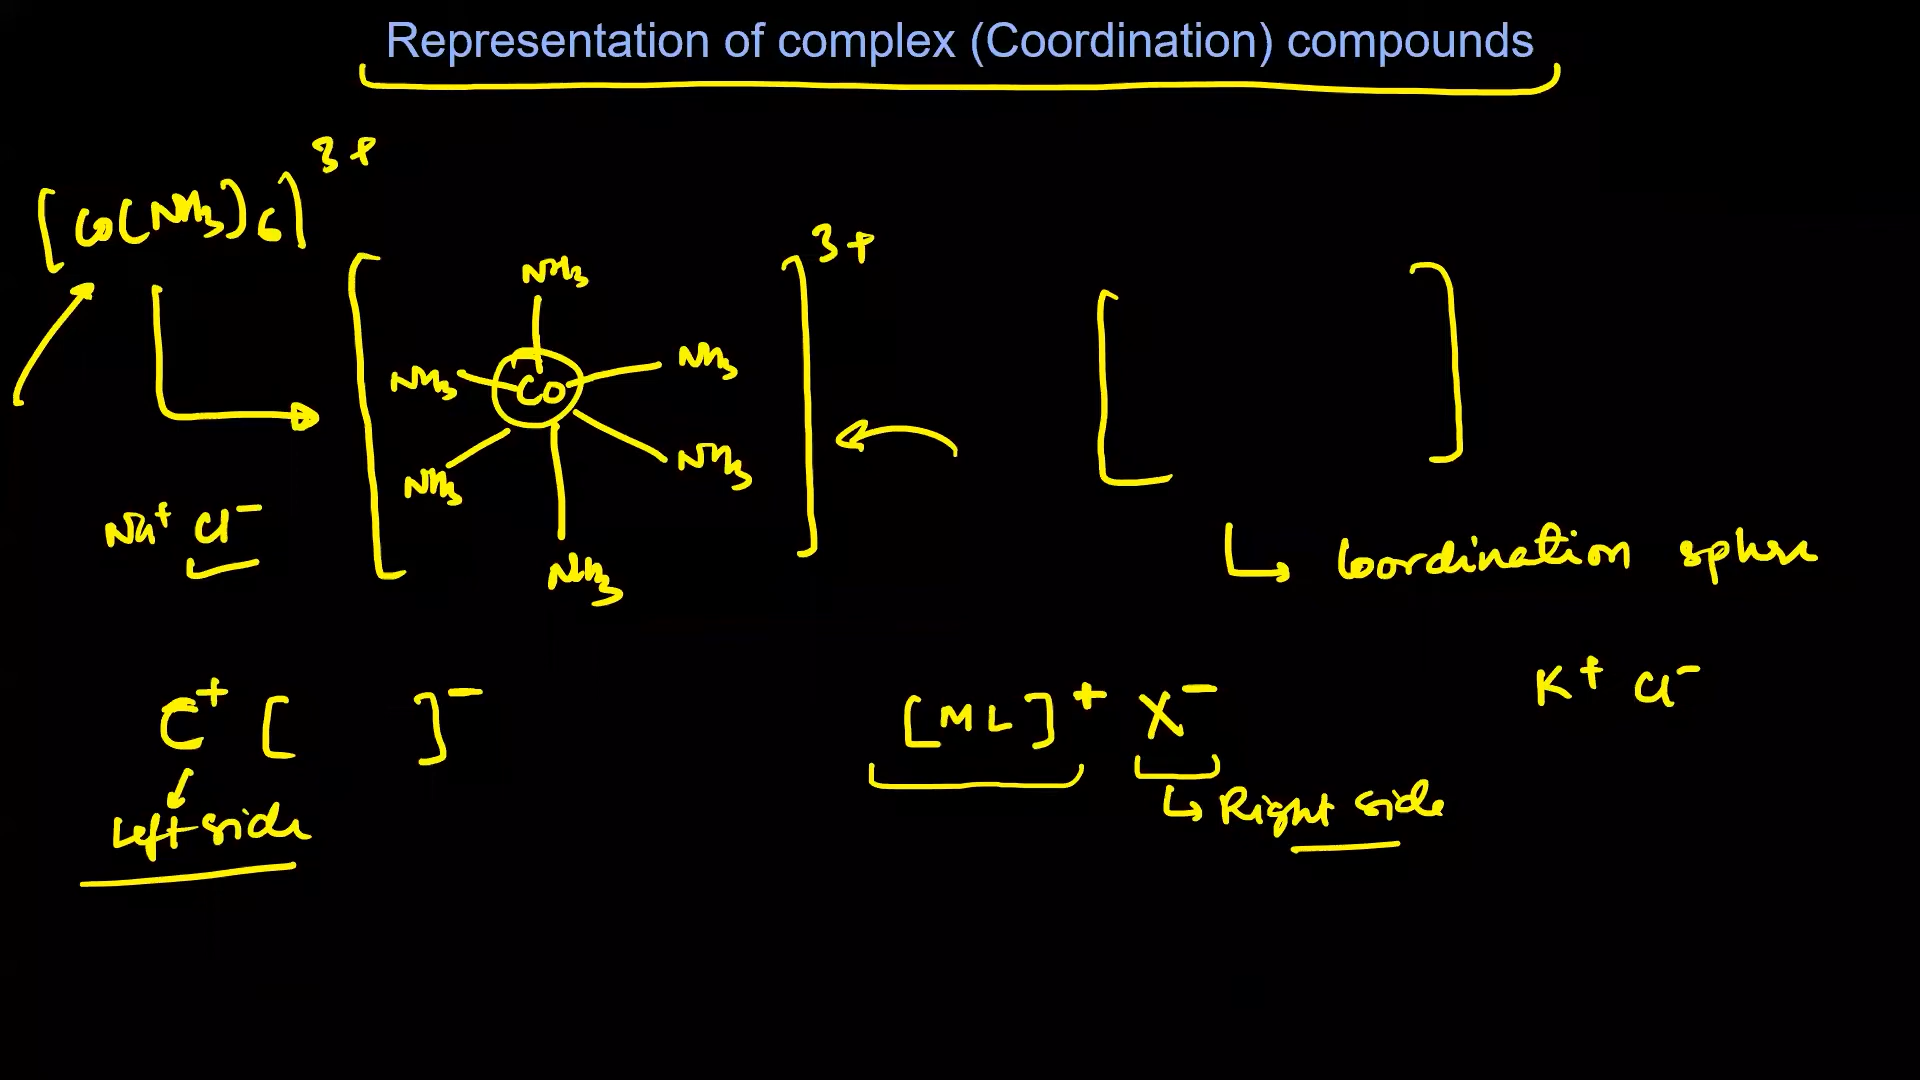 Representation of complex (Coordination) compounds
[Co(NH3)6]3+
[ ]3+
NH3
NH3 Co NH3
NH3 NH3
NH3
[ ]
Na+ Cl-
Coordination sphere
C+ [ ]-
[ML]+ X-
K+ Cl-
Left side
Right side